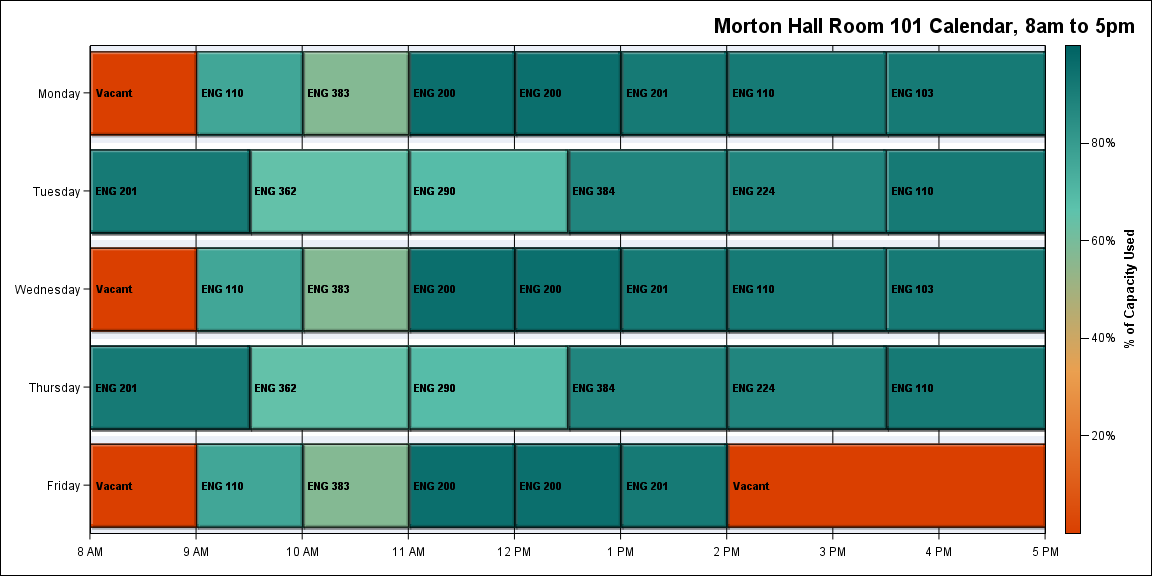 Morton Hall Room 101 Calendar, 8am to 5pm
Monday
Vacant
ENG 110
ENG 383
ENG 200
ENG 200
ENG 201
ENG 110
ENG 103
Tuesday
ENG 201
ENG 362
ENG 290
ENG 384
ENG 224
ENG 110
Wednesday
Vacant
ENG 110
ENG 383
ENG 200
ENG 200
ENG 201
ENG 110
ENG 103
Thursday
ENG 201
ENG 362
ENG 290
ENG 384
ENG 224
ENG 110
Friday
Vacant
ENG 110
ENG 383
ENG 200
ENG 200
ENG 201
Vacant
8 AM
9 AM
10 AM
11 AM
12 PM
1 PM
2 PM
3 PM
4 PM
5 PM
80%
60%
40%
20%
% of Capacity Used